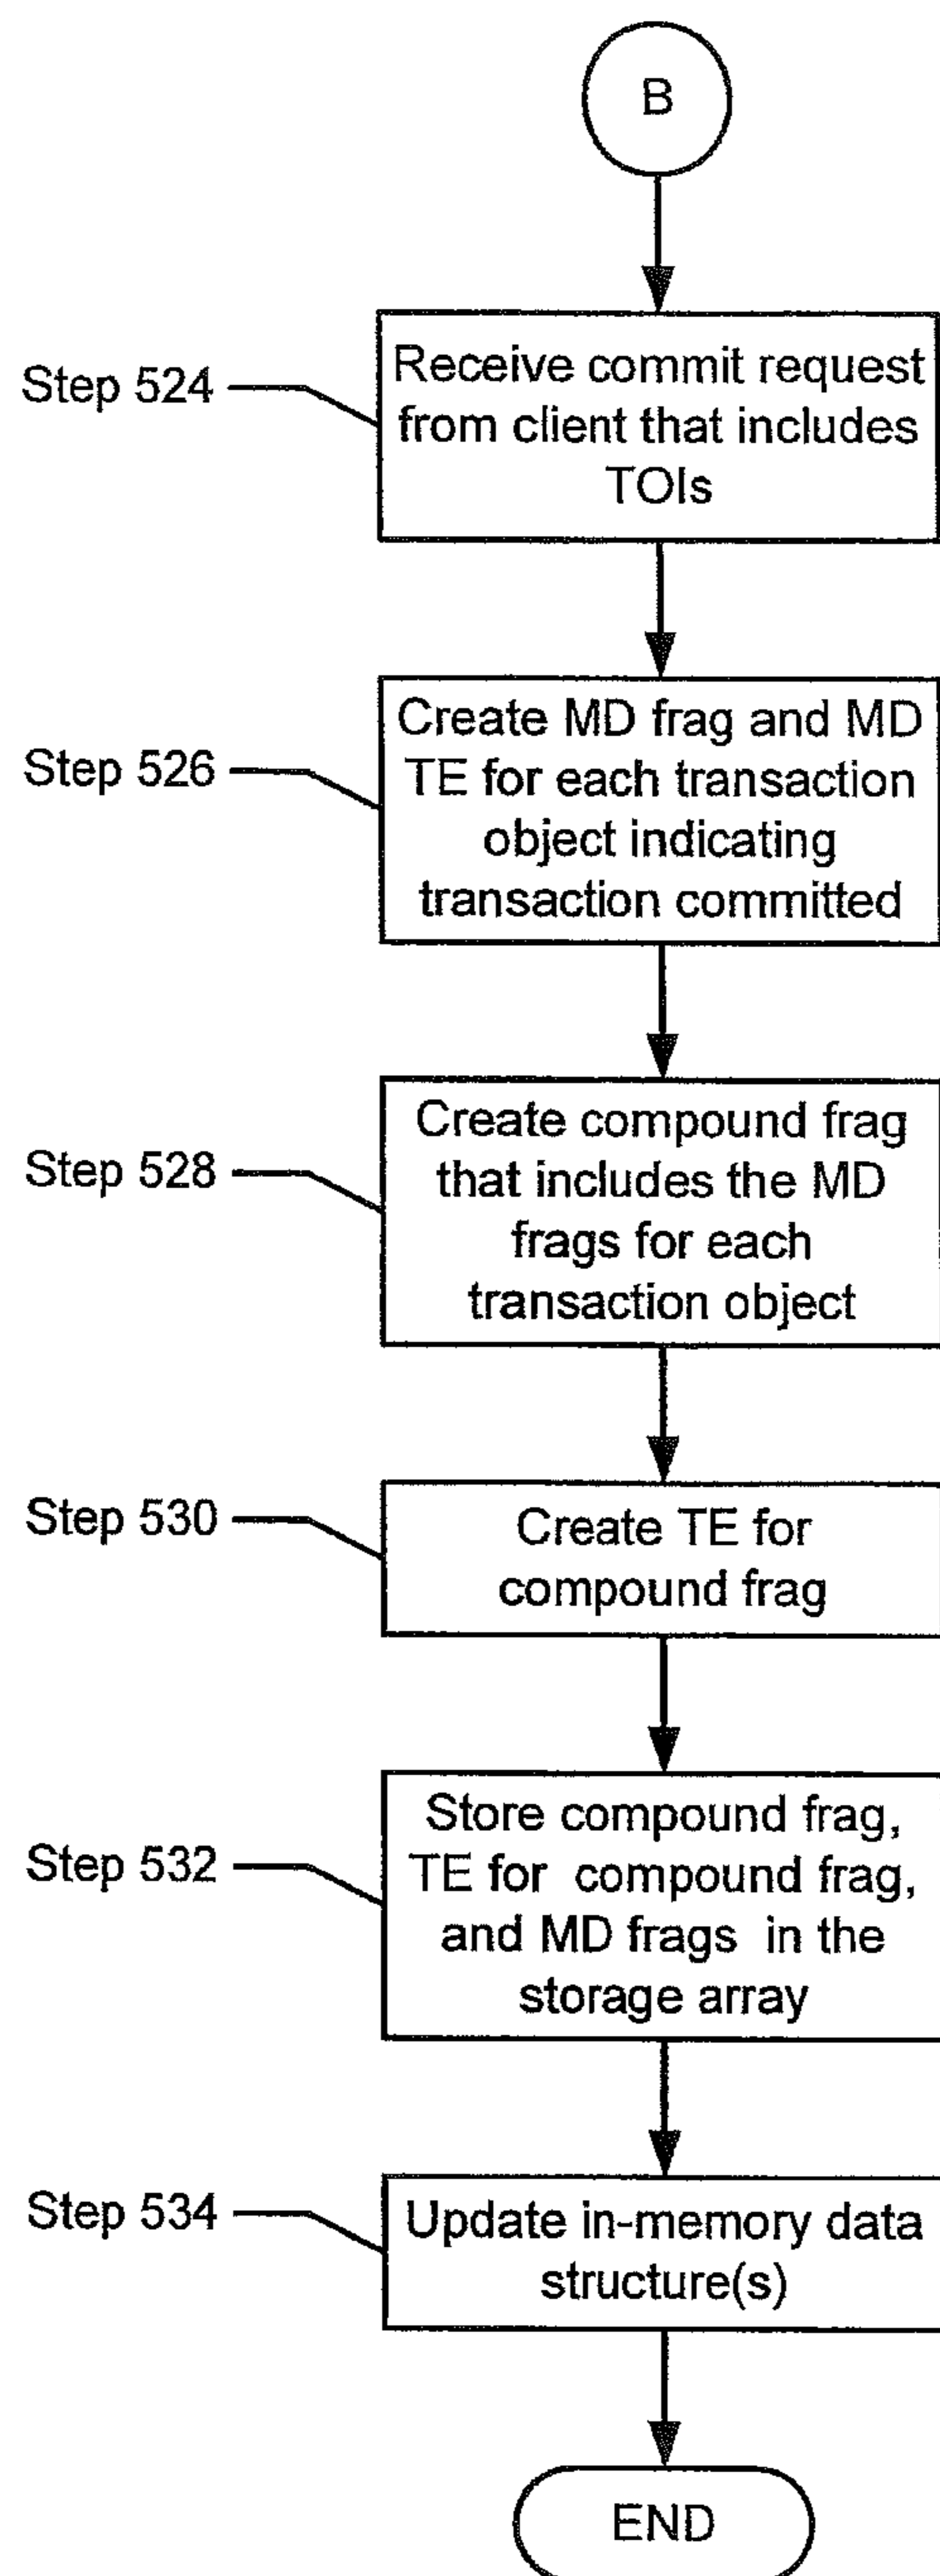 B
Step 524
Receive commit request
from client that includes
TOIs
Step 526
Create MD frag and MD
TE for each transaction
object indicating
transaction committed
Step 528
Create compound frag
that includes the MD
frags for each
transaction object
Step 530
Create TE for
compound frag
Step 532
Store compound frag,
TE for compound frag,
and MD frags in the
storage array
Step 534
Update in-memory data
structure(s)
END